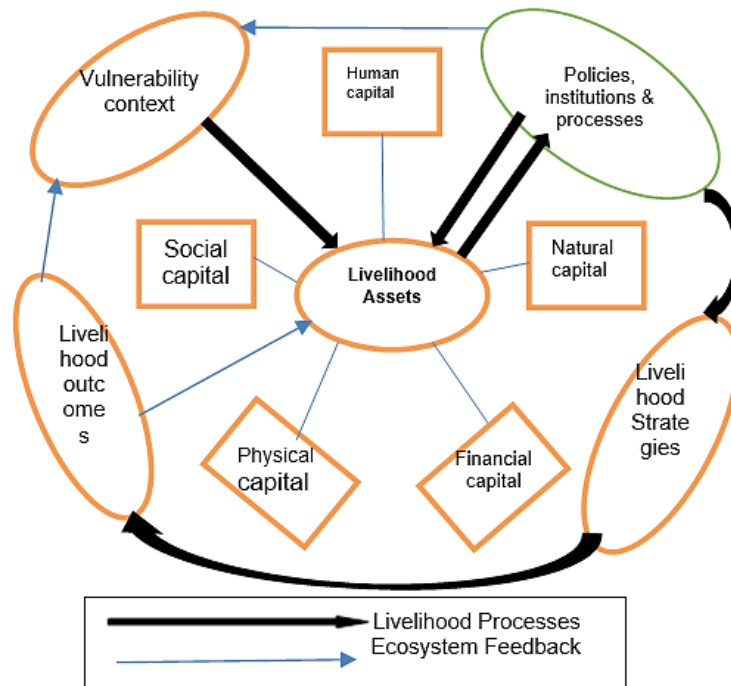 Vulnerability
context
Human
capital
Policies,
institutions &
processes
Social
capital
Livelihood
Assets
Natural
capital
Liveli
hood
outc
ome
s
Liveli
hood
Strate
gies
Physical
capital
Financial
capital
Livelihood Processes
Ecosystem Feedback